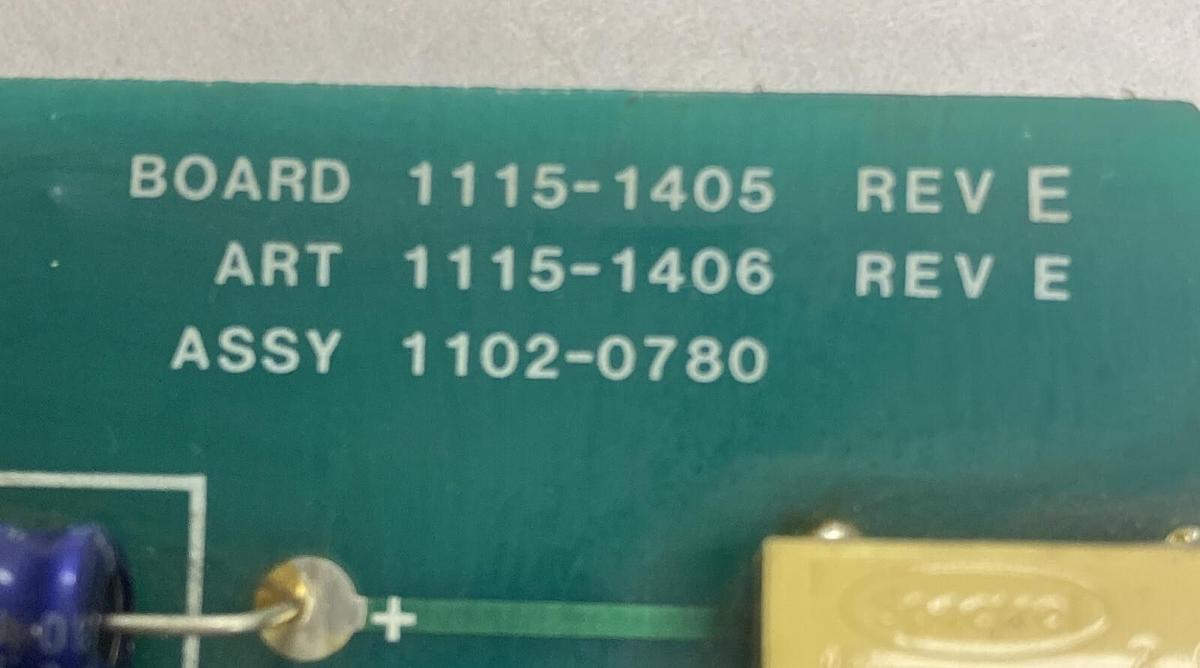 BOARD 1115-1405 REV E
ART 1115-1406 REV E
ASSY 1102-0780
+